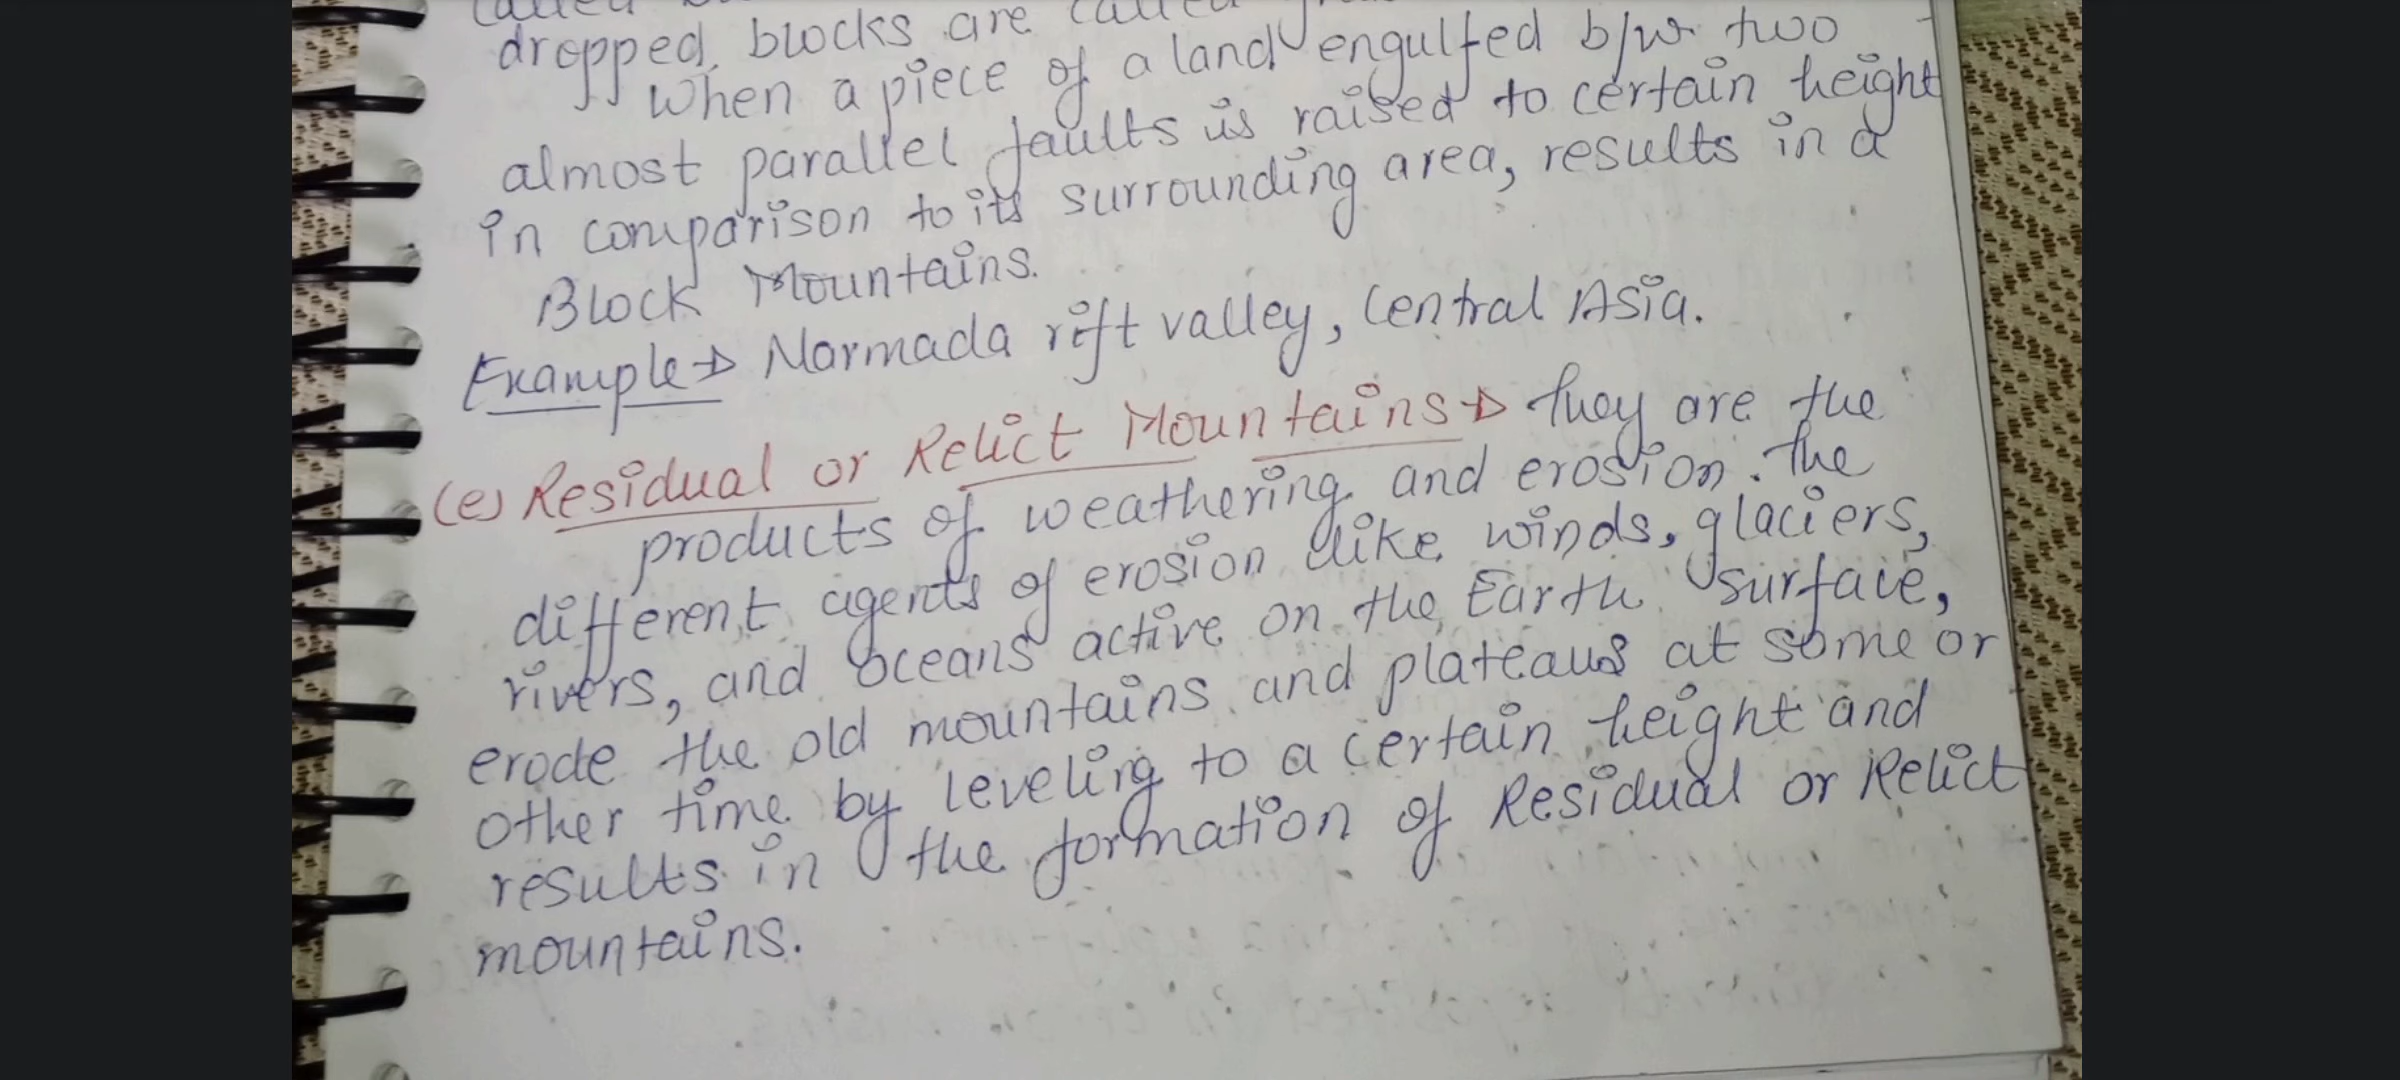 called
dropped blocks are called
When a piece of a land engulfed b/w two
almost parallel faults is raised to certain height
in comparison to its surrounding area, results in a
Block Mountains.
Example → Narmada rift valley, Central Asia.
(e) Residual or Relict Mountains → They are the
products of weathering and erosion. The
different agents of erosion like winds, glaciers,
rivers, and oceans active on the Earth surface,
erode the old mountains and plateaus at some or
other time by leveling to a certain height and
results in the formation of Residual or Relict
mountains.